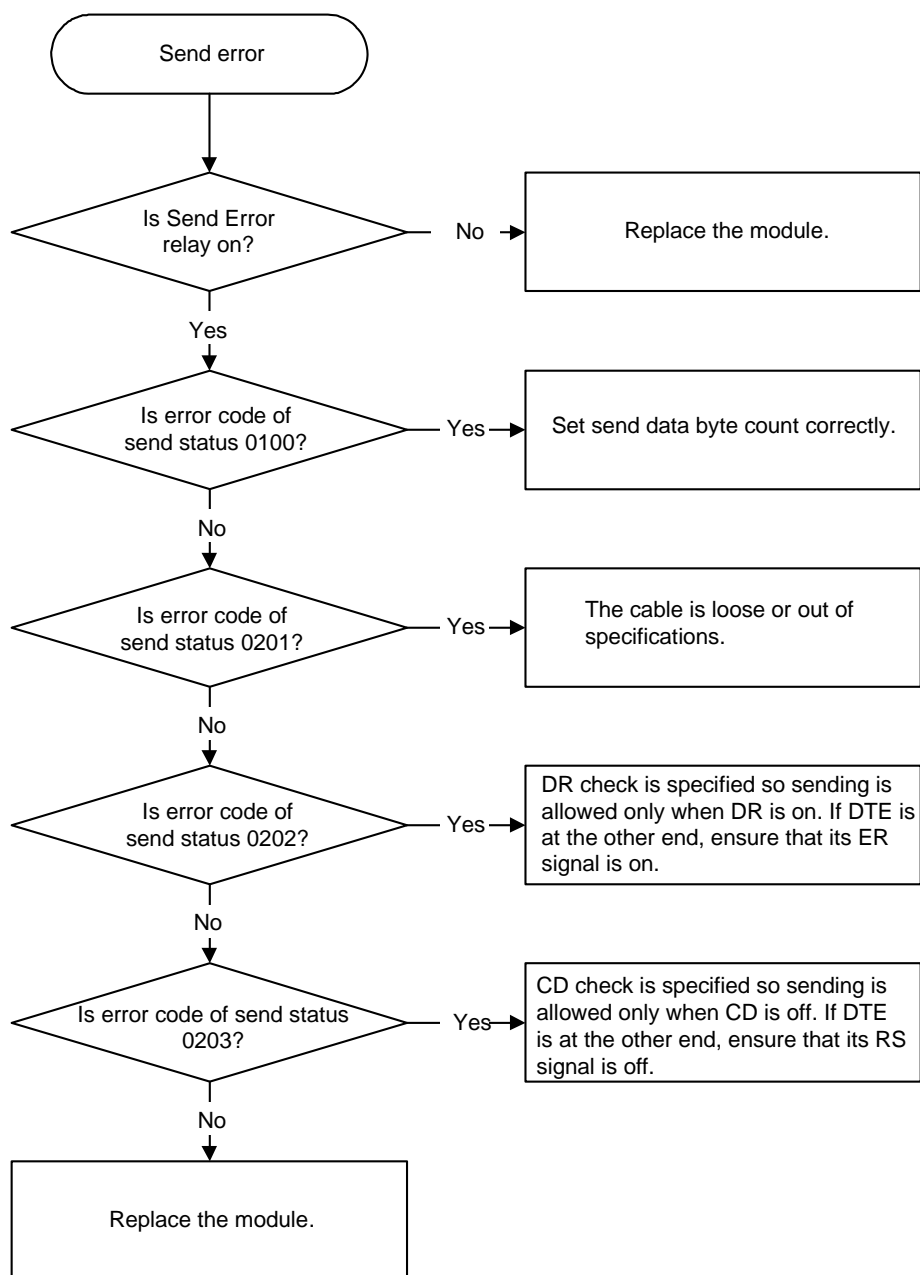 Send error
Is Send Error
relay on?
No
Replace the module.
Yes
Is error code of
send status 0100?
Yes
Set send data byte count correctly.
No
Is error code of
send status 0201?
Yes
The cable is loose or out of
specifications.
No
Is error code of
send status 0202?
Yes
DR check is specified so sending is
allowed only when DR is on. If DTE is
at the other end, ensure that its ER
signal is on.
No
Is error code of send status
0203?
Yes
CD check is specified so sending is
allowed only when CD is off. If DTE
is at the other end, ensure that its RS
signal is off.
No
Replace the module.